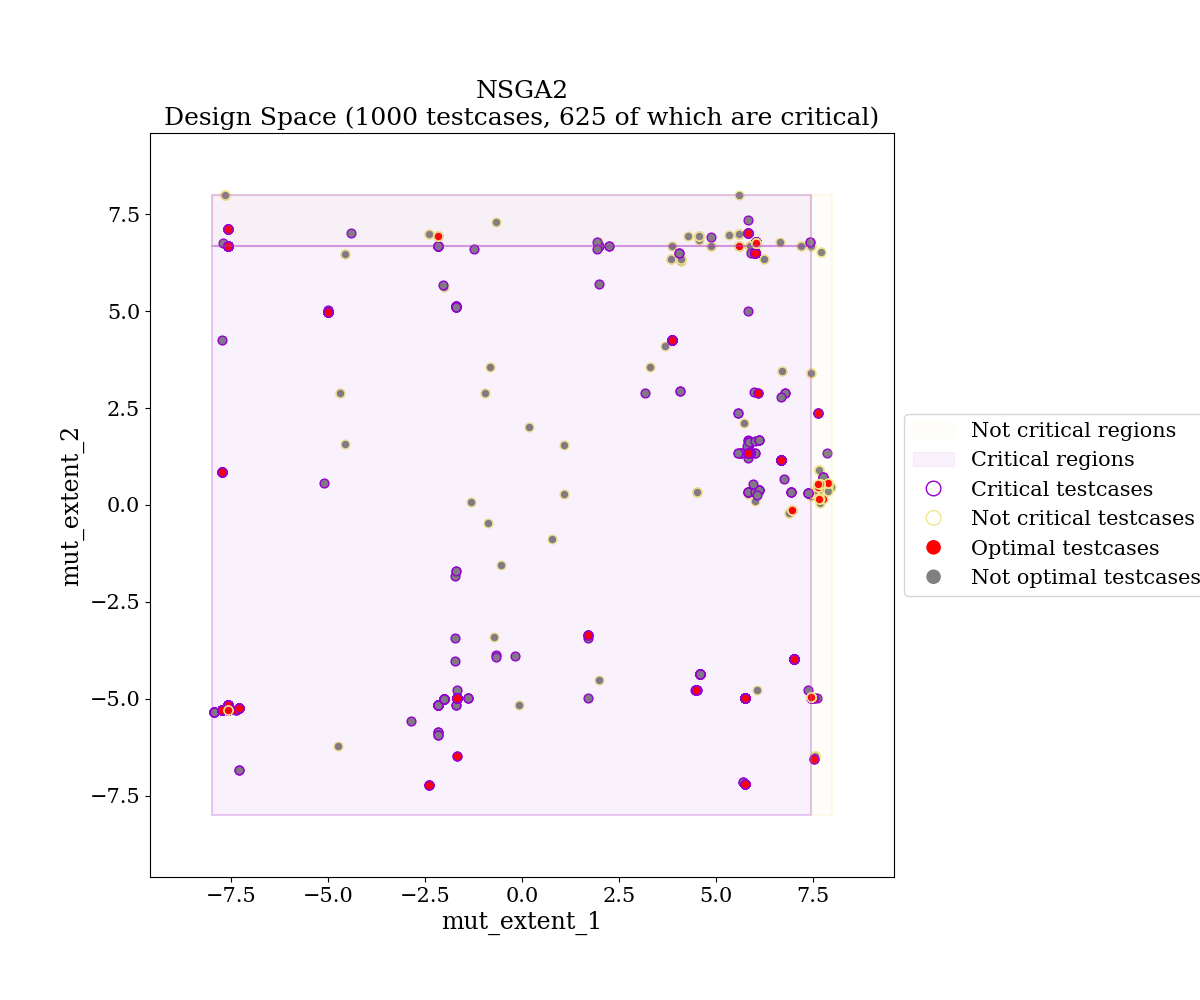 NSGA2
Design Space (1000 testcases, 625 of which are critical)
7.5
5.0
2.5
0.0
−2.5
−5.0
−7.5
mut_extent_2
−7.5
−5.0
−2.5
0.0
2.5
5.0
7.5
mut_extent_1
Not critical regions
Critical regions
Critical testcases
Not critical testcases
Optimal testcases
Not optimal testcases